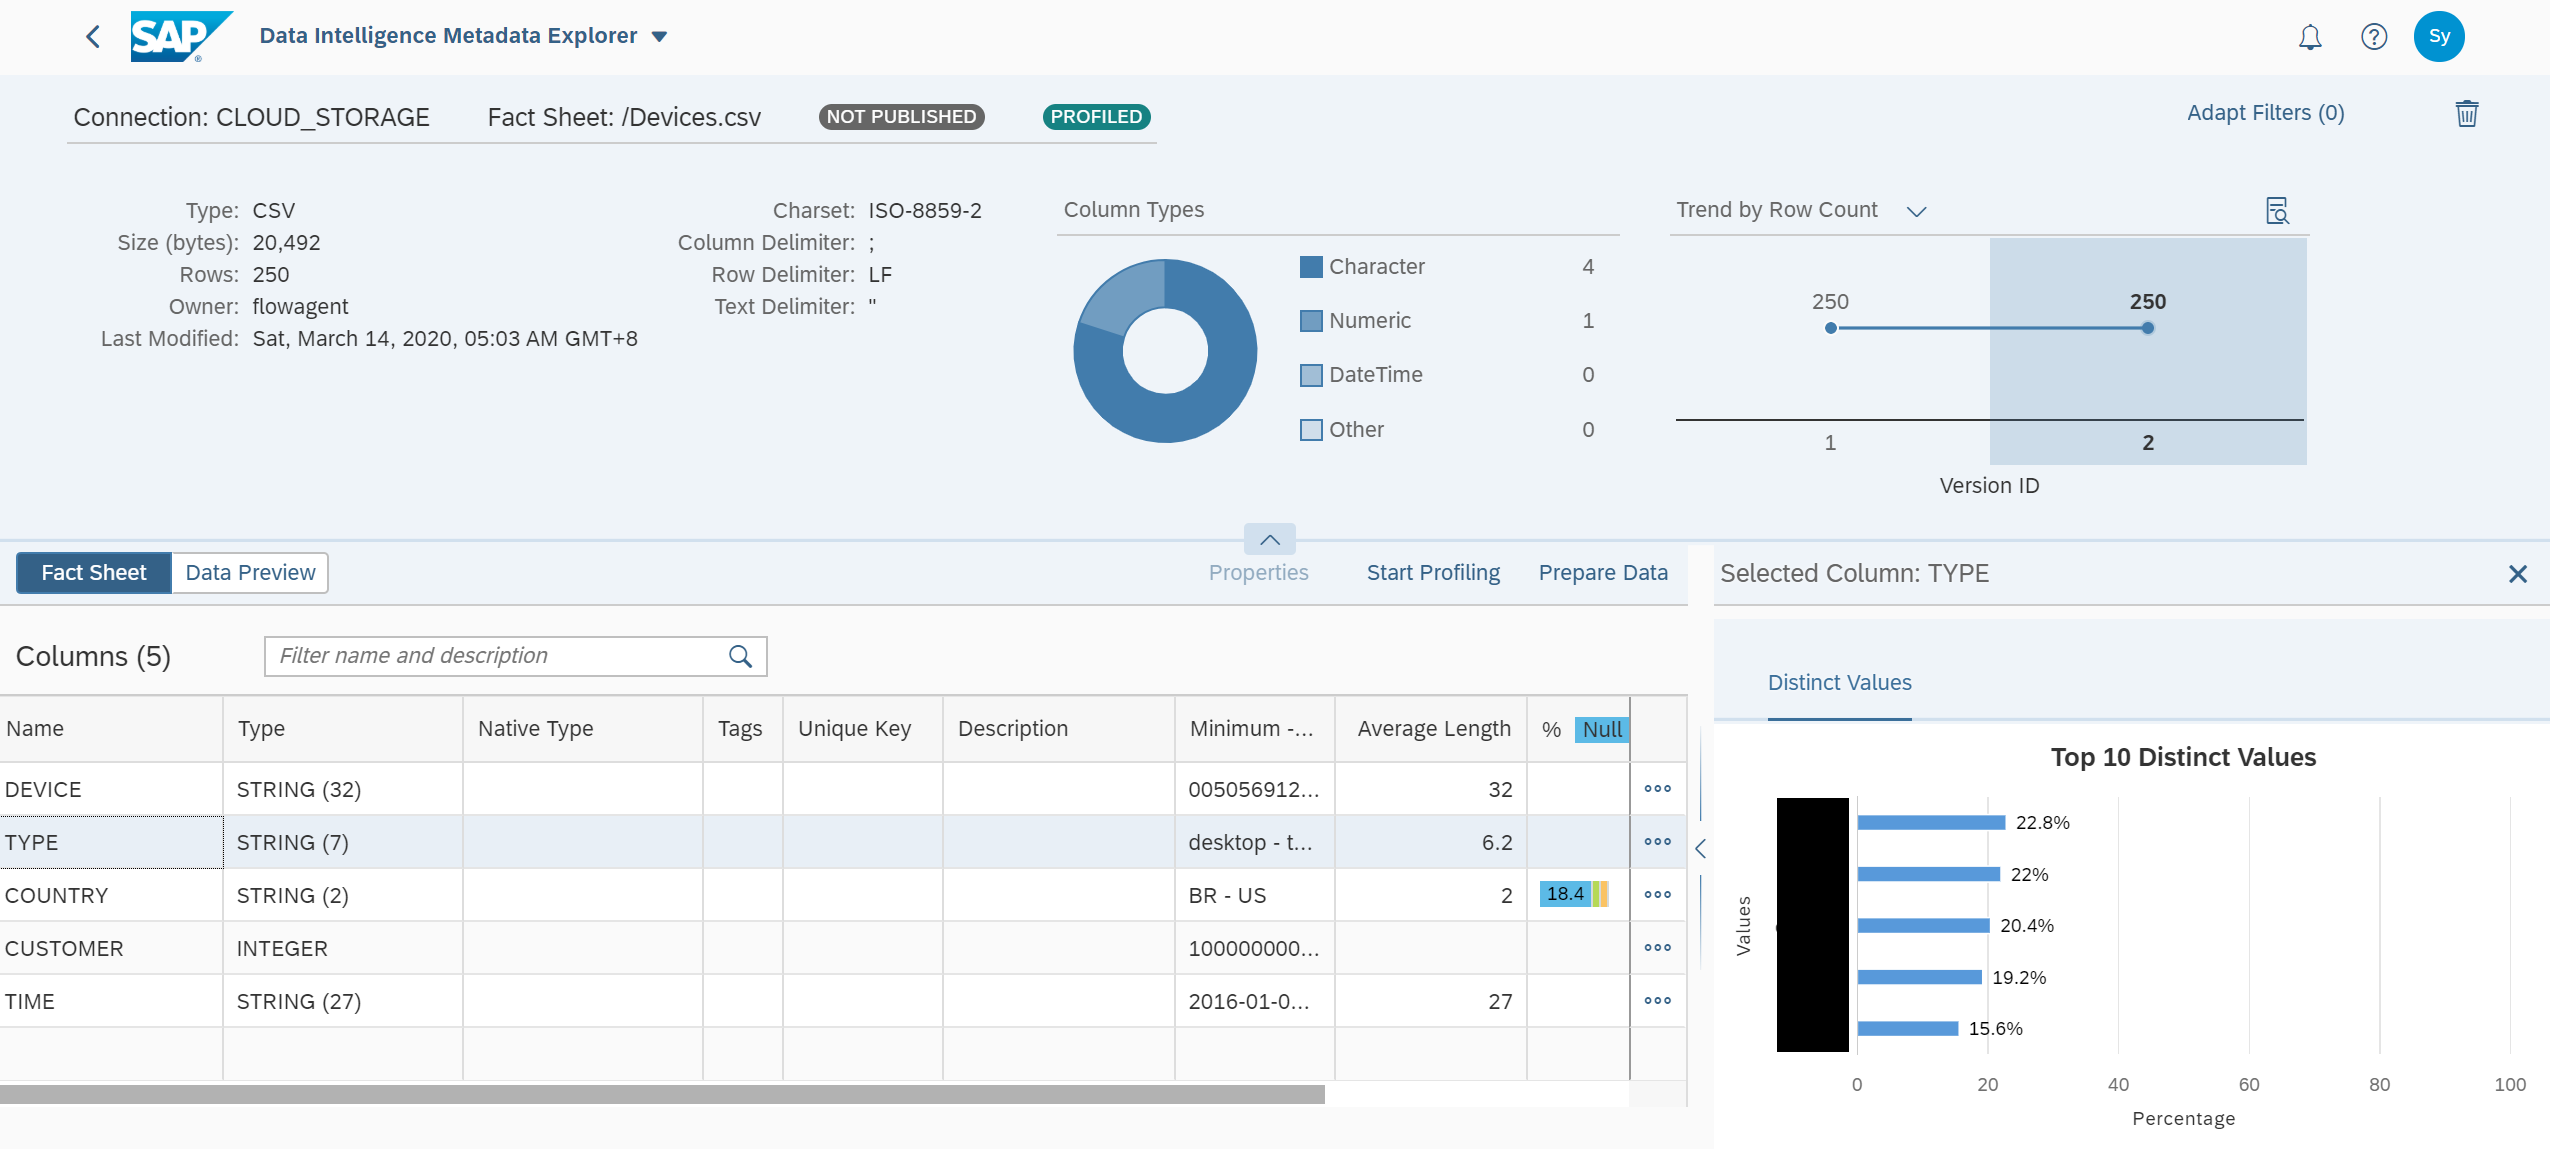 SAP
Data Intelligence Metadata Explorer
Sy
Connection: CLOUD_STORAGE
Fact Sheet: /Devices.csv
NOT PUBLISHED
PROFILED
Adapt Filters (0)
Type: CSV
Size (bytes): 20,492
Rows: 250
Owner: flowagent
Last Modified: Sat, March 14, 2020, 05:03 AM GMT+8
Charset: ISO-8859-2
Column Delimiter: ;
Row Delimiter: LF
Text Delimiter: "
Column Types
Character 4
Numeric 1
DateTime 0
Other 0
Trend by Row Count
250 250
1 2
Version ID
Fact Sheet Data Preview
Properties Start Profiling Prepare Data
Columns (5)
Filter name and description
Name Type Native Type Tags Unique Key Description Minimum -... Average Length % Null
DEVICE STRING (32) 005056912... 32
TYPE STRING (7) desktop - t... 6.2
COUNTRY STRING (2) BR - US 2 18.4
CUSTOMER INTEGER 100000000...
TIME STRING (27) 2016-01-0... 27
Selected Column: TYPE
Distinct Values
Top 10 Distinct Values
Values
22.8%
22%
20.4%
19.2%
15.6%
0 20 40 60 80 100
Percentage